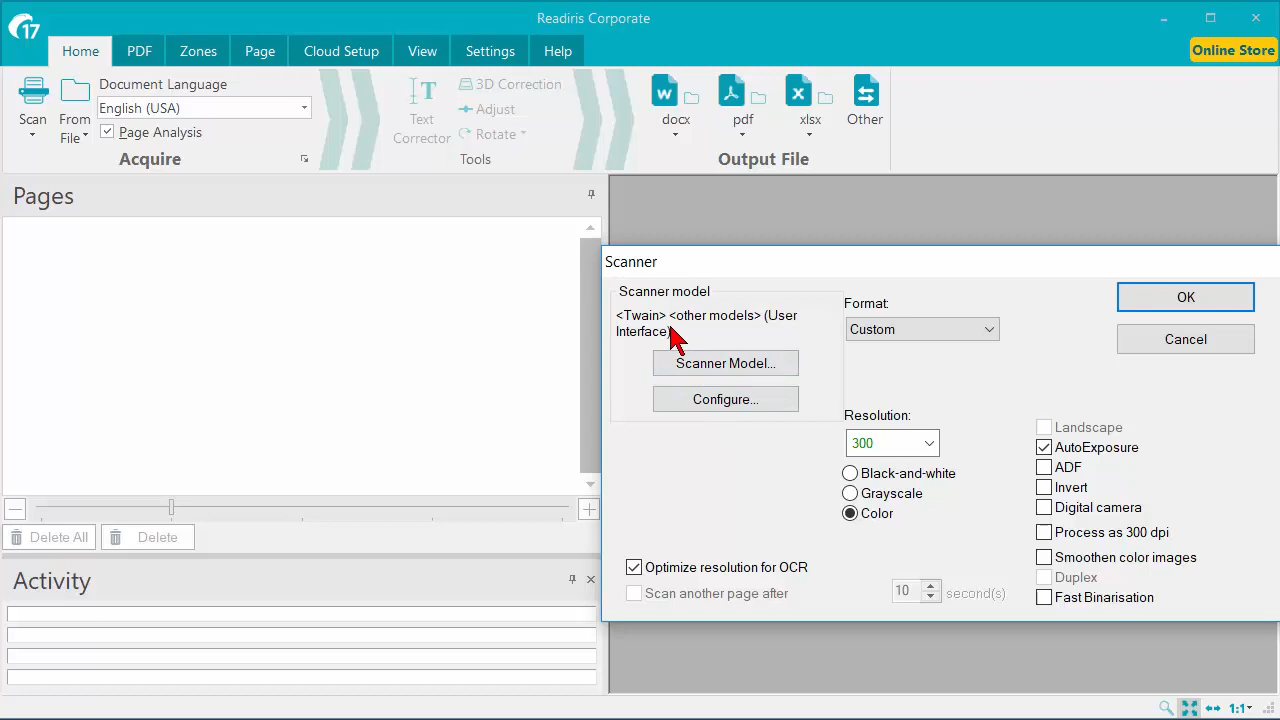 17
Readiris Corporate
Home
PDF
Zones
Page
Cloud Setup
View
Settings
Help
Online Store
Scan
From
File
Document Language
English (USA)
Page Analysis
Acquire
Text
Corrector
3D Correction
Adjust
Rotate
Tools
docx
pdf
xlsx
Other
Output File
Pages
Delete All
Delete
Activity
Scanner
Scanner model
<Twain> <other models> (User
Interface)
Scanner Model...
Configure...
Format:
Custom
OK
Cancel
Resolution:
300
Black-and-white
Grayscale
Color
Landscape
AutoExposure
ADF
Invert
Digital camera
Process as 300 dpi
Smoothen color images
Duplex
Fast Binarisation
Optimize resolution for OCR
Scan another page after
10
second(s)
1:1